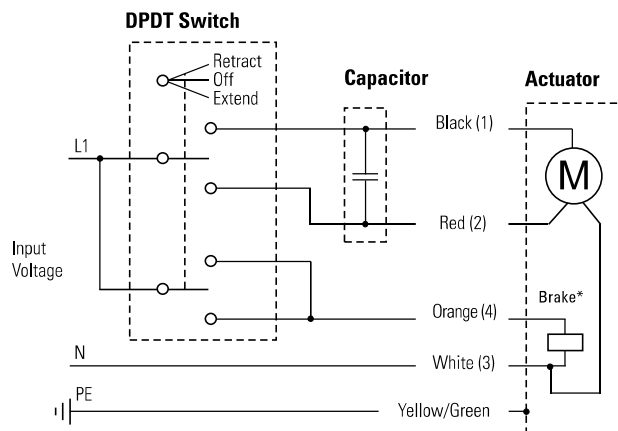 DPDT Switch
Retract
Off
Extend
Capacitor
Actuator
Black (1)
L1
M
Red (2)
Input
Voltage
Brake*
Orange (4)
N
White (3)
PE
Yellow/Green